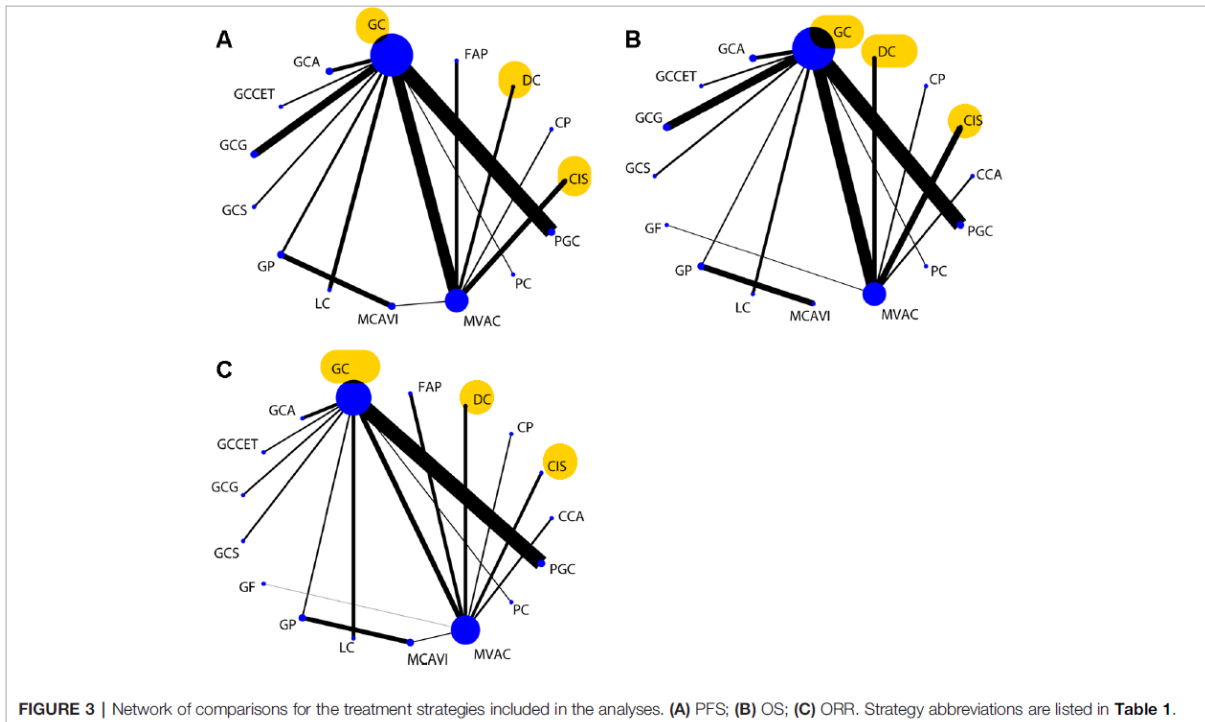 A
GC
FAP
GCA
DC
GCCET
CP
GCG
CIS
GCS
PGC
GP
PC
LC
MCAVI
MVAC
B
GC
DC
GCA
GCCET
CP
GCG
CIS
GCS
CCA
GF
PGC
GP
PC
LC
MCAVI
MVAC
C
GC
FAP
DC
GCA
CP
GCCET
CIS
GCG
CCA
GCS
PGC
GF
PC
GP
LC
MCAVI
MVAC
FIGURE 3 | Network of comparisons for the treatment strategies included in the analyses. (A) PFS; (B) OS; (C) ORR. Strategy abbreviations are listed in Table 1.